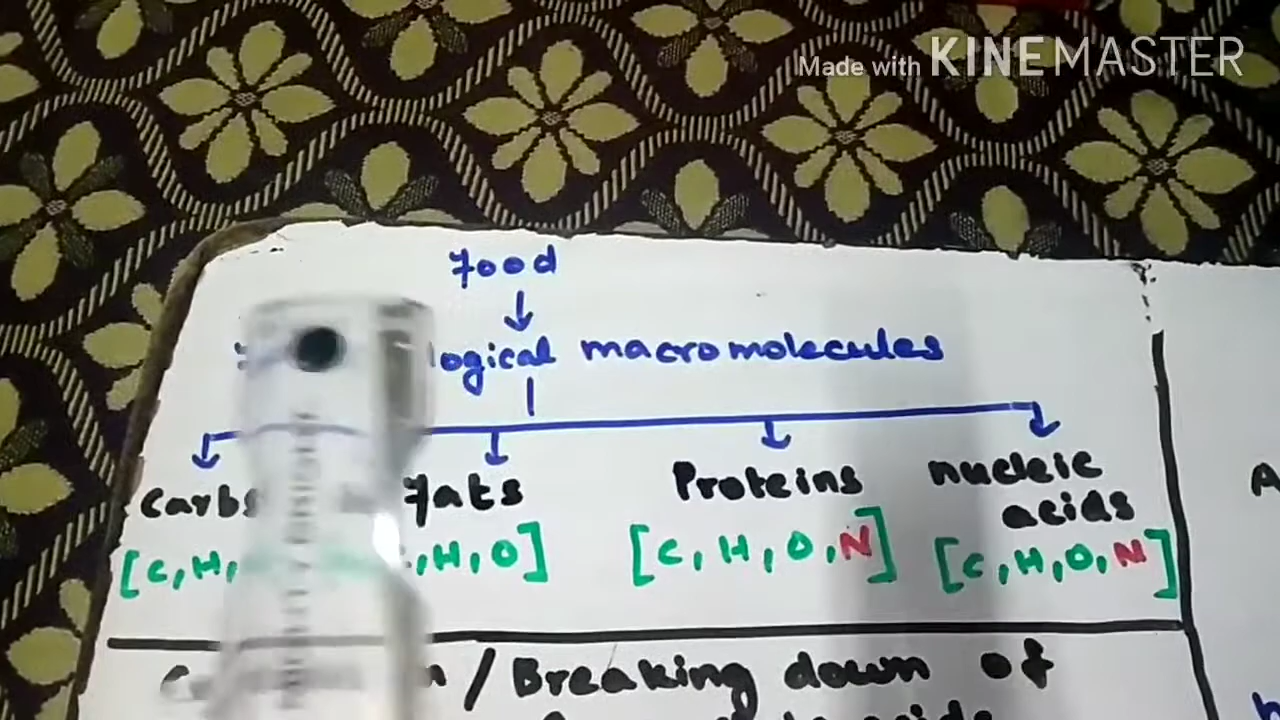 Made with KINEMASTER
Food
logical macromolecules
Carbs Fats Proteins nucleic
acids
[C, H, , H, O] [C, H, O, N] [C, H, O, N]
/ Breaking down of